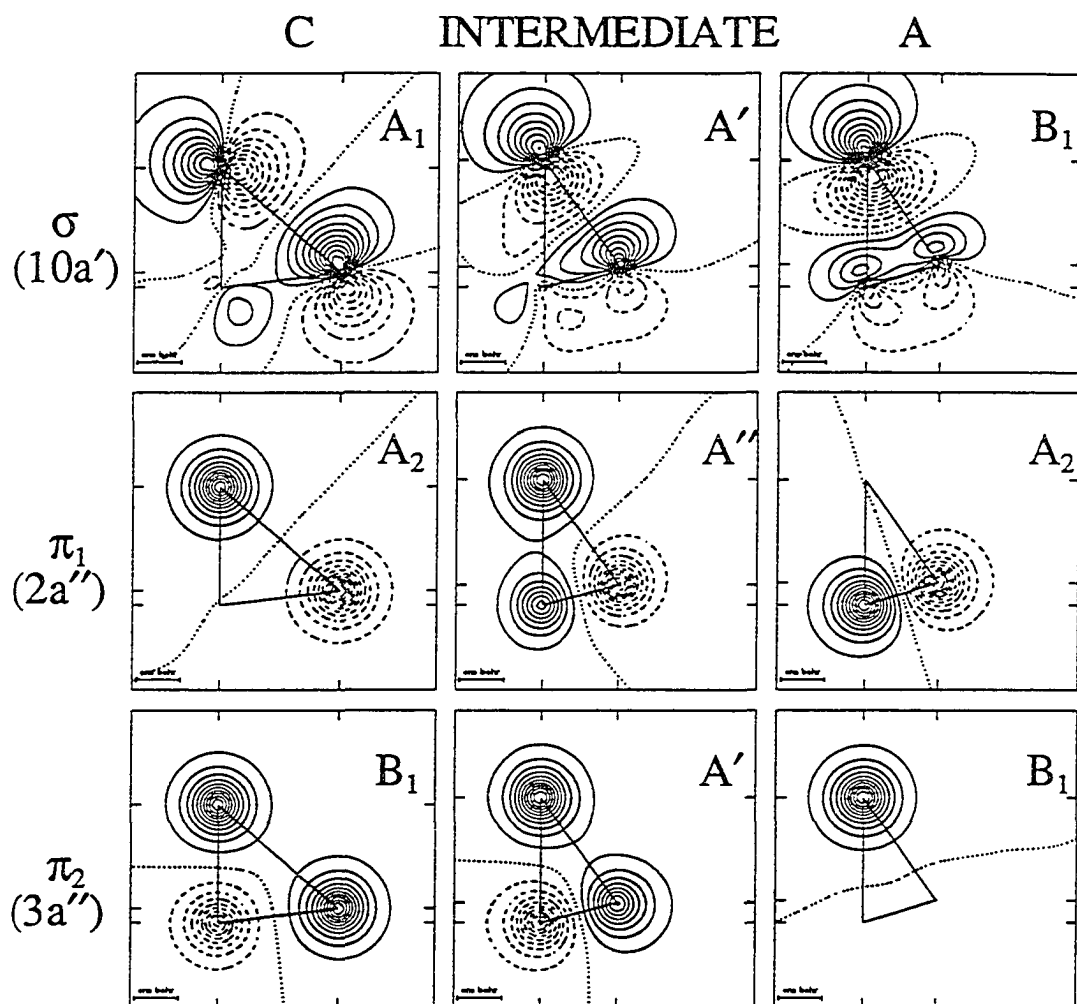 C INTERMEDIATE A
σ
(10a′)
A₁
A′
B₁
π₁
(2a″)
A₂
A″
A₂
π₂
(3a″)
B₁
A′
B₁